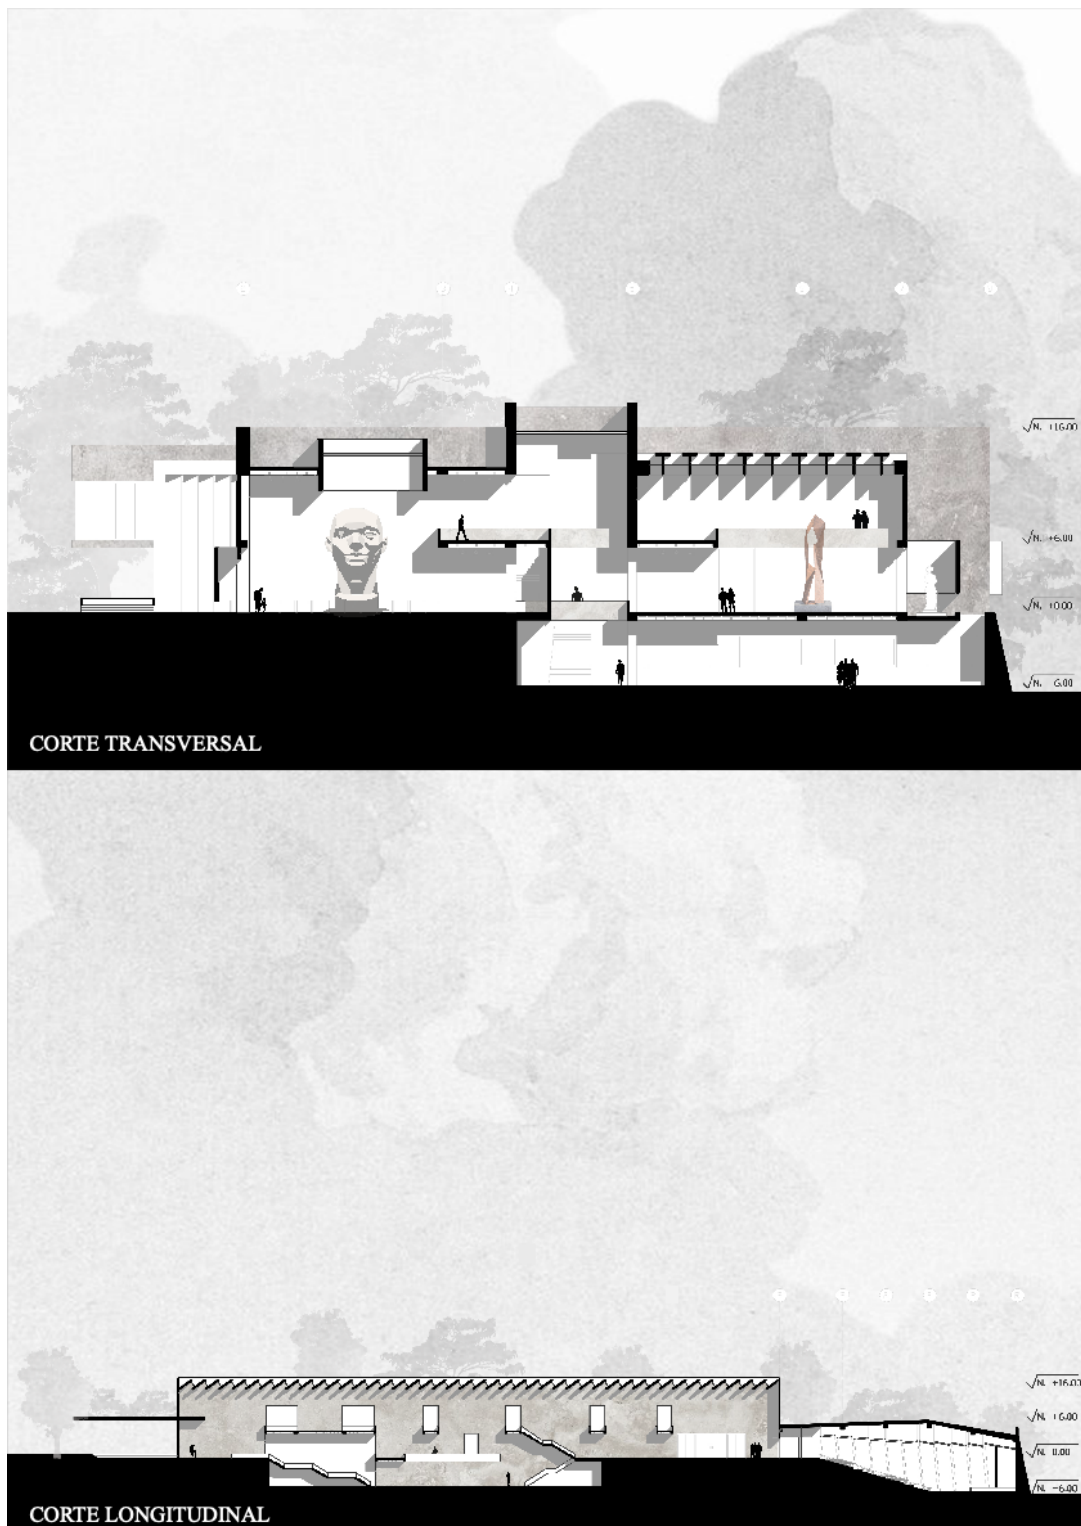 N. +16.00
N. +6.00
N. ±0.00
N. -6.00
CORTE TRANSVERSAL
N. +16.00
N. +6.00
N. 0.00
N. -6.00
CORTE LONGITUDINAL